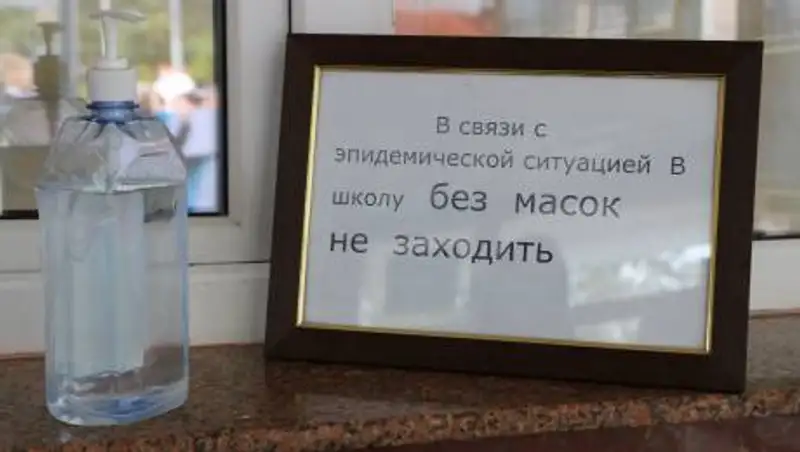 В связи с
эпидемической ситуацией В
школу без масок
не заходить